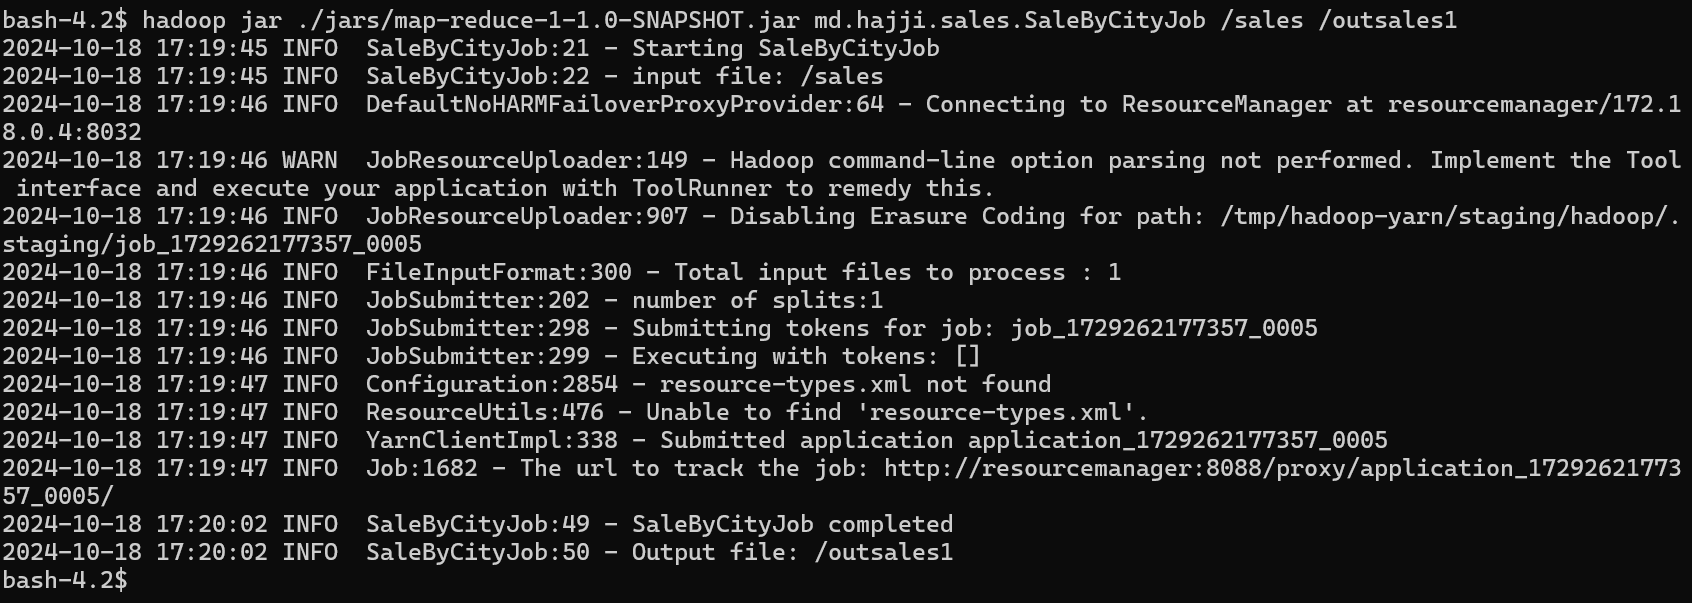 bash-4.2$ hadoop jar ./jars/map-reduce-1-1.0-SNAPSHOT.jar md.hajji.sales.SaleByCityJob /sales /outsales1
2024-10-18 17:19:45 INFO  SaleByCityJob:21 - Starting SaleByCityJob
2024-10-18 17:19:45 INFO  SaleByCityJob:22 - input file: /sales
2024-10-18 17:19:46 INFO  DefaultNoHARMFailoverProxyProvider:64 - Connecting to ResourceManager at resourcemanager/172.1
8.0.4:8032
2024-10-18 17:19:46 WARN  JobResourceUploader:149 - Hadoop command-line option parsing not performed. Implement the Tool
 interface and execute your application with ToolRunner to remedy this.
2024-10-18 17:19:46 INFO  JobResourceUploader:907 - Disabling Erasure Coding for path: /tmp/hadoop-yarn/staging/hadoop/.
staging/job_1729262177357_0005
2024-10-18 17:19:46 INFO  FileInputFormat:300 - Total input files to process : 1
2024-10-18 17:19:46 INFO  JobSubmitter:202 - number of splits:1
2024-10-18 17:19:46 INFO  JobSubmitter:298 - Submitting tokens for job: job_1729262177357_0005
2024-10-18 17:19:46 INFO  JobSubmitter:299 - Executing with tokens: []
2024-10-18 17:19:47 INFO  Configuration:2854 - resource-types.xml not found
2024-10-18 17:19:47 INFO  ResourceUtils:476 - Unable to find 'resource-types.xml'.
2024-10-18 17:19:47 INFO  YarnClientImpl:338 - Submitted application application_1729262177357_0005
2024-10-18 17:19:47 INFO  Job:1682 - The url to track the job: http://resourcemanager:8088/proxy/application_17292621773
57_0005/
2024-10-18 17:20:02 INFO  SaleByCityJob:49 - SaleByCityJob completed
2024-10-18 17:20:02 INFO  SaleByCityJob:50 - Output file: /outsales1
bash-4.2$